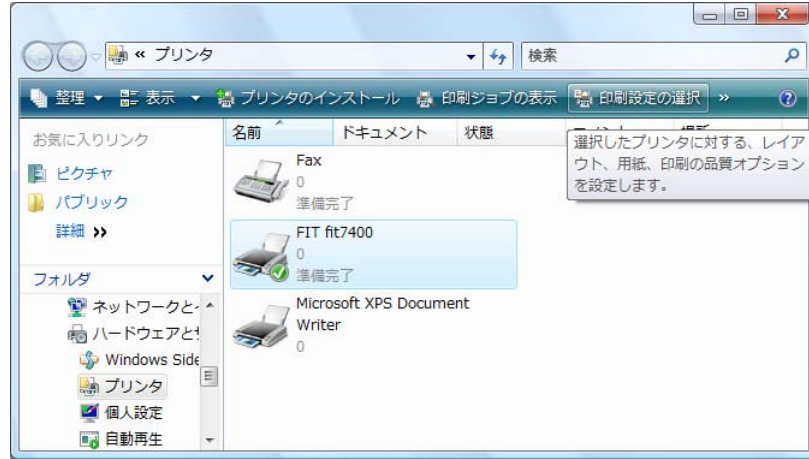 « プリンタ
検索
整理 表示 プリンタのインストール 印刷ジョブの表示 印刷設定の選択 »
お気に入りリンク
ピクチャ
パブリック
詳細 »
フォルダ
ネットワークと
ハードウェアと
Windows Side
プリンタ
個人設定
自動再生
名前 ドキュメント 状態
選択したプリンタに対する、レイア
ウト、用紙、印刷の品質オプション
を設定します。
Fax
0
準備完了
FIT fit7400
0
準備完了
Microsoft XPS Document
Writer
0